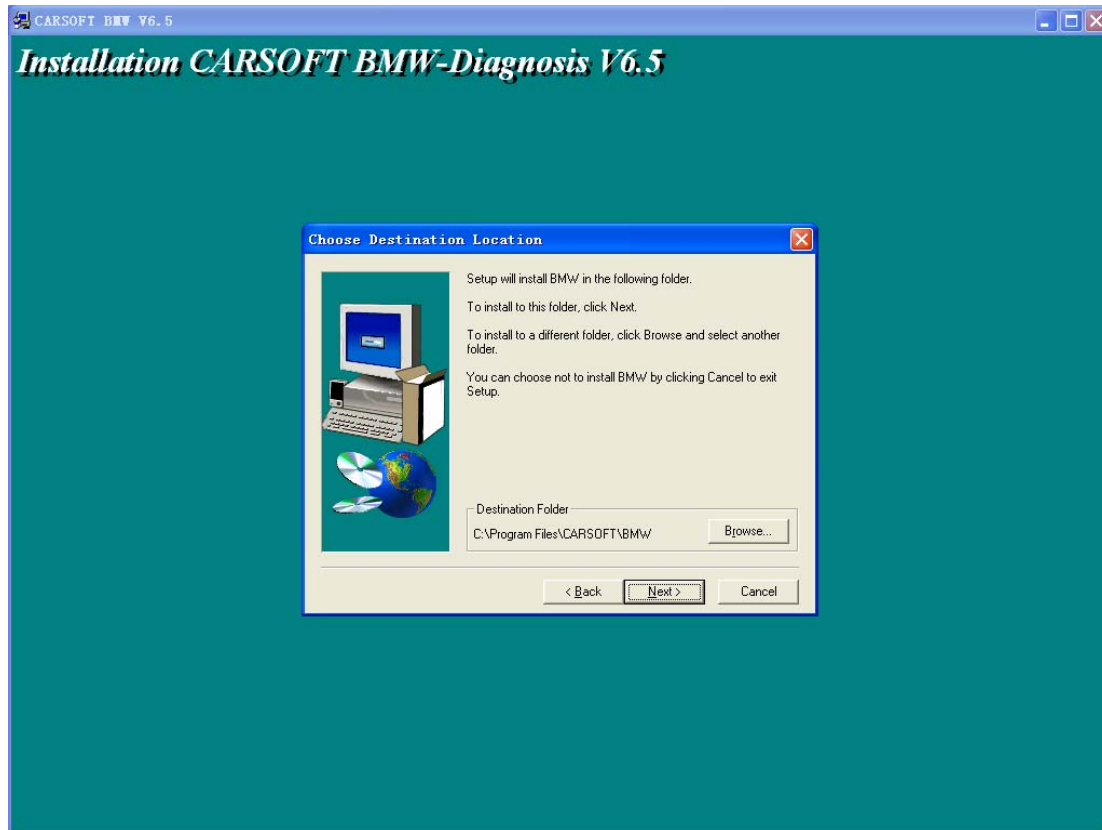 CARSOFT BMW V6.5
Installation CARSOFT BMW-Diagnosis V6.5
Choose Destination Location
Setup will install BMW in the following folder.
To install to this folder, click Next.
To install to a different folder, click Browse and select another
folder.
You can choose not to install BMW by clicking Cancel to exit
Setup.
Destination Folder
C:\Program Files\CARSOFT\BMW
Browse...
< Back
Next >
Cancel